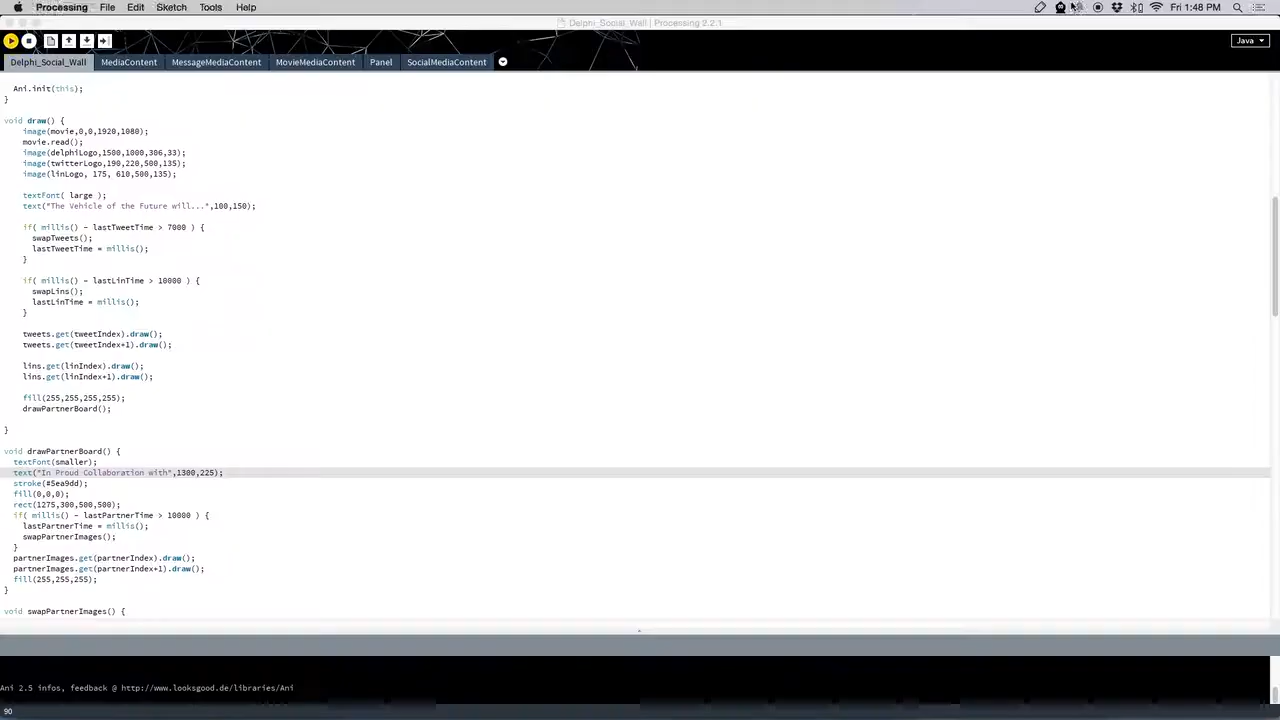 Processing File Edit Sketch Tools Help Fri 1:48 PM
Delphi_Social_Wall | Processing 2.2.1
Java
Delphi_Social_Wall MediaContent MessageMediaContent MovieMediaContent Panel SocialMediaContent
Ani.init(this);
}
void draw() {
image(movie,0,0,1920,1080);
movie.read();
image(delphiLogo,1500,1000,306,33);
image(twitterLogo,190,220,500,135);
image(linLogo, 175, 610,500,135);
textFont( large );
text("The Vehicle of the Future will...",100,150);
if( millis() - lastTweetTime > 7000 ) {
swapTweets();
lastTweetTime = millis();
}
if( millis() - lastLinTime > 10000 ) {
swapLins();
lastLinTime = millis();
}
tweets.get(tweetIndex).draw();
tweets.get(tweetIndex+1).draw();
lins.get(linIndex).draw();
lins.get(linIndex+1).draw();
fill(255,255,255,255);
drawPartnerBoard();
}
void drawPartnerBoard() {
textFont(smaller);
text("In Proud Collaboration with",1300,225);
stroke(#5ea9dd);
fill(0,0,0);
rect(1275,300,500,500);
if( millis() - lastPartnerTime > 10000 ) {
lastPartnerTime = millis();
swapPartnerImages();
}
partnerImages.get(partnerIndex).draw();
partnerImages.get(partnerIndex+1).draw();
fill(255,255,255);
}
void swapPartnerImages() {
Ani 2.5 infos, feedback @ http://www.looksgood.de/libraries/Ani
90